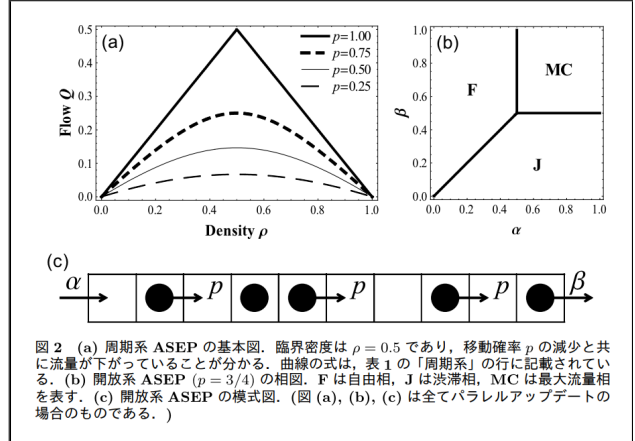 (a)
p=1.00
p=0.75
p=0.50
p=0.25
Flow Q
0.5
0.4
0.3
0.2
0.1
0.0
0.0 0.2 0.4 0.6 0.8 1.0
Density ρ
(b)
F
MC
J
β
1.0
0.8
0.6
0.4
0.2
0.0
0.0 0.2 0.4 0.6 0.8 1.0
α
(c)
α p p p p β
図 2 (a) 周期系 ASEP の基本図．臨界密度は ρ = 0.5 であり，移動確率 p の減少と共
に流量が下がっていることが分かる．曲線の式は，表 1 の「周期系」の行に記載されてい
る．(b) 開放系 ASEP (p = 3/4) の相図．F は自由相，J は渋滞相，MC は最大流量相
を表す．(c) 開放系 ASEP の模式図．(図 (a), (b), (c) は全てパラレルアップデートの
場合のものである．)